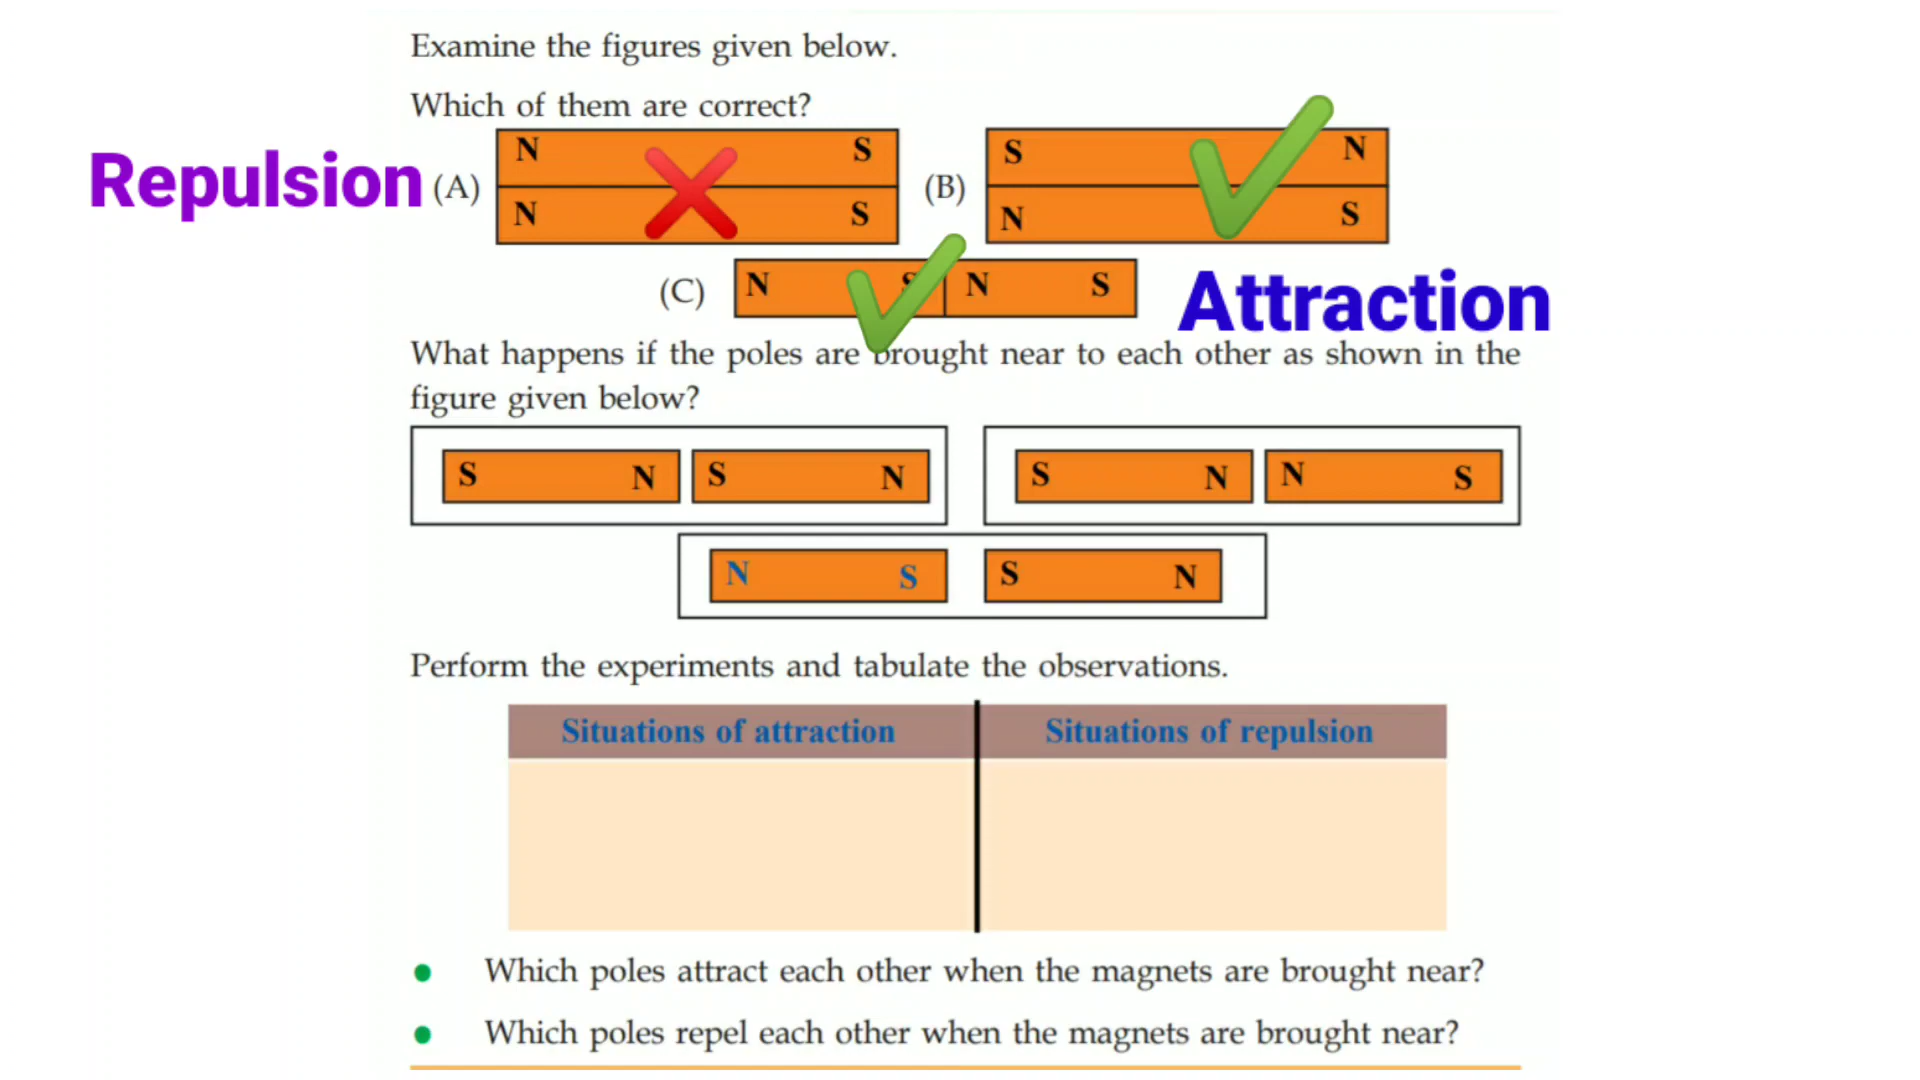 Examine the figures given below.
Which of them are correct?
Repulsion
(A)
N S
N S
(B)
S N
N S
(C)
N S N S
Attraction
What happens if the poles are brought near to each other as shown in the
figure given below?
S N S N
S N N S
N S S N
Perform the experiments and tabulate the observations.
Situations of attraction
Situations of repulsion
Which poles attract each other when the magnets are brought near?
Which poles repel each other when the magnets are brought near?